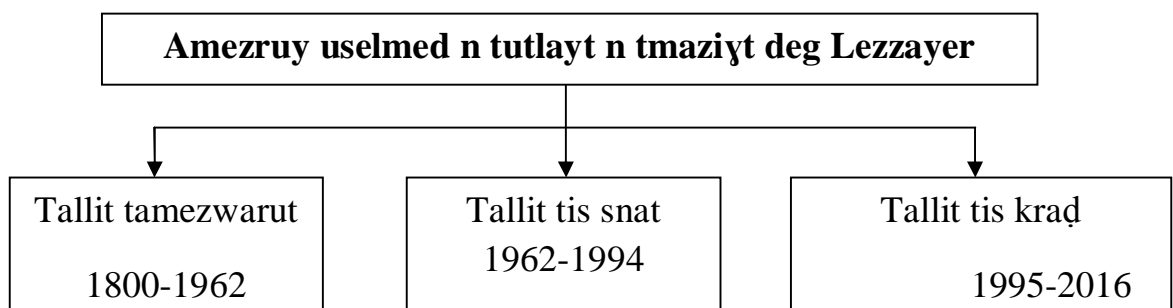 Amezruy uselmed n tutlayt n tmaziɣt deg Lezzayer
Tallit tamezwarut
1800-1962
Tallit tis snat
1962-1994
Tallit tis kraḍ
1995-2016